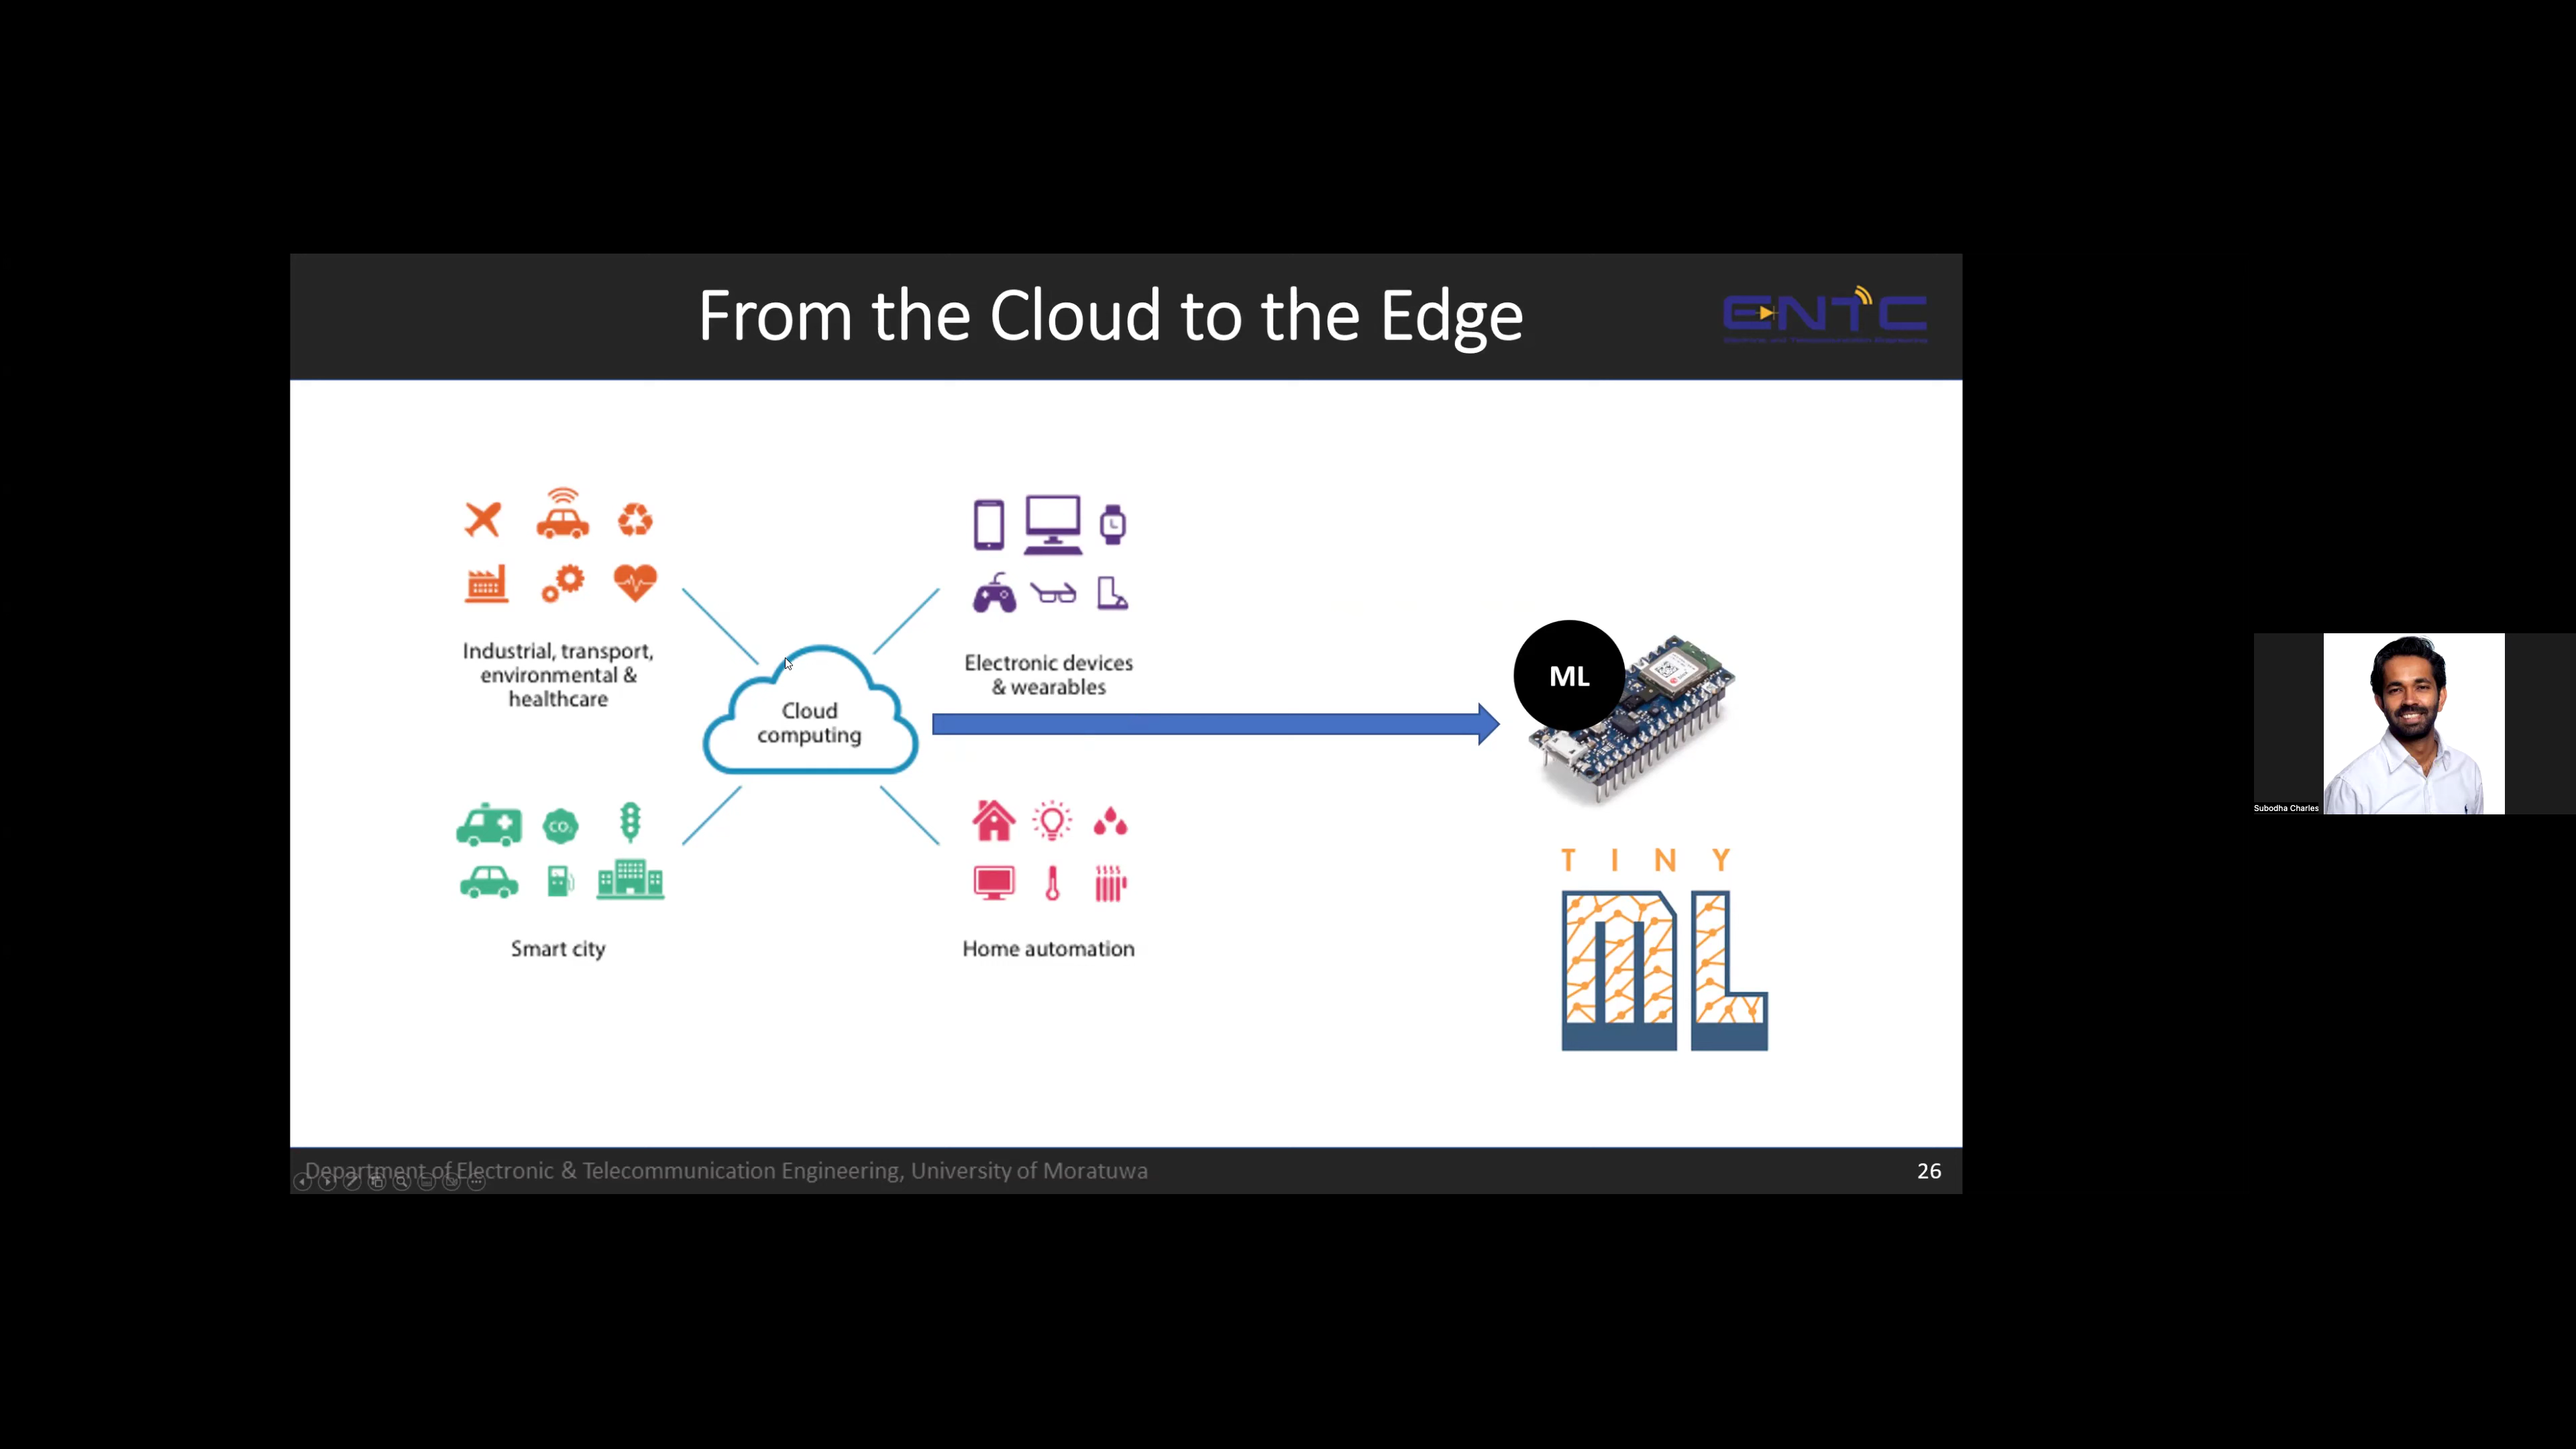 From the Cloud to the Edge
ENTC
Industrial, transport,
environmental &
healthcare
Electronic devices
& wearables
Cloud
computing
ML
CO₂
Smart city
Home automation
T I N Y
ML
Department of Electronic & Telecommunication Engineering, University of Moratuwa
26
Subodha Charles